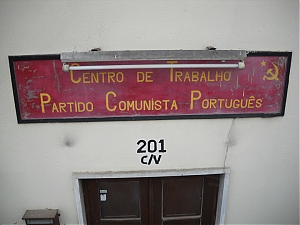 CENTRO DE TRABALHO
PARTIDO COMUNISTA PORTUGUÊS
201
C/V